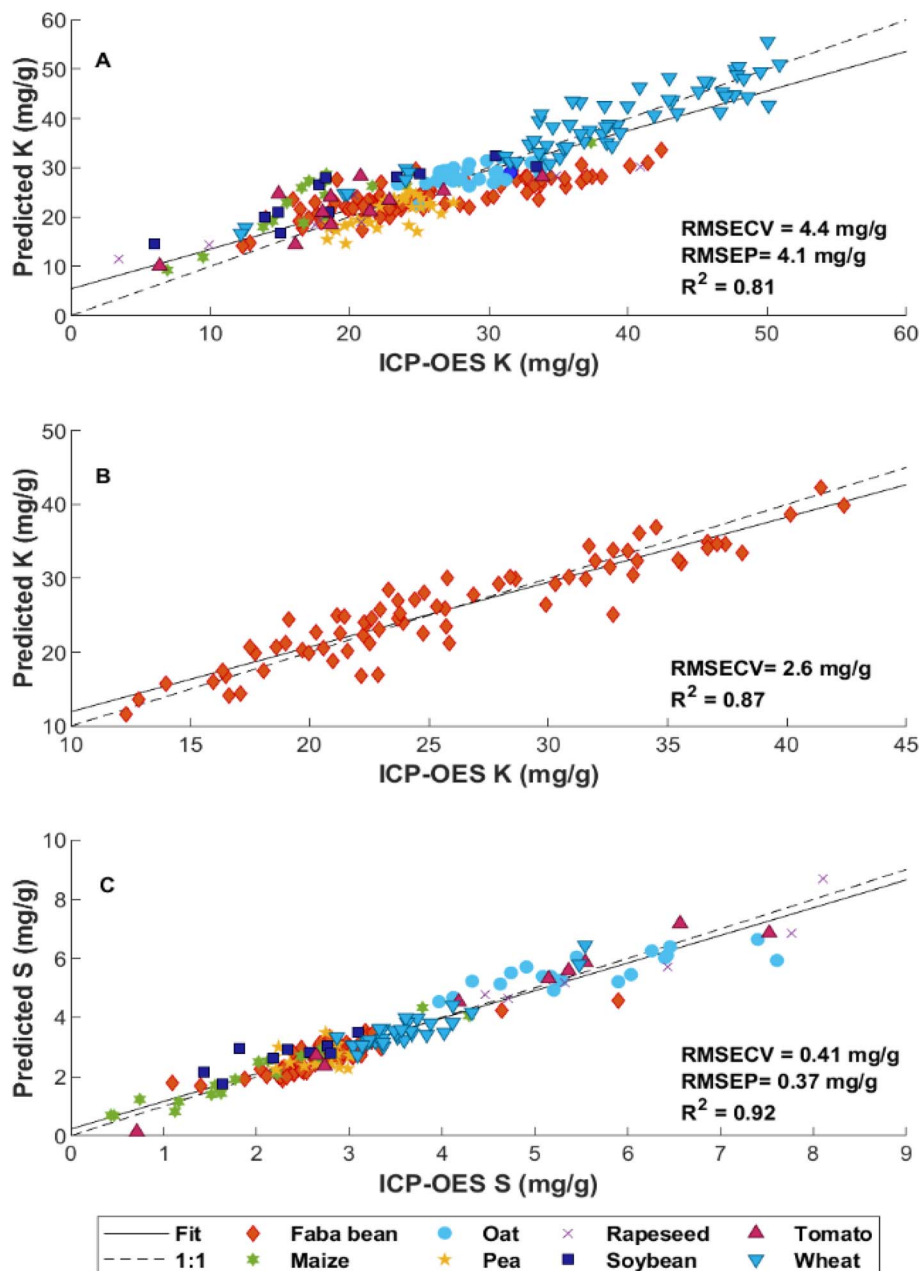 60
50
40
30
20
10
0
Predicted K (mg/g)
A
RMSECV = 4.4 mg/g
RMSEP= 4.1 mg/g
R² = 0.81
0 10 20 30 40 50 60
ICP-OES K (mg/g)
50
40
30
20
10
Predicted K (mg/g)
B
RMSECV= 2.6 mg/g
R² = 0.87
10 15 20 25 30 35 40 45
ICP-OES K (mg/g)
10
8
6
4
2
0
Predicted S (mg/g)
C
RMSECV = 0.41 mg/g
RMSEP= 0.37 mg/g
R² = 0.92
0 1 2 3 4 5 6 7 8 9
ICP-OES S (mg/g)
Fit Faba bean Oat Rapeseed Tomato
1:1 Maize Pea Soybean Wheat